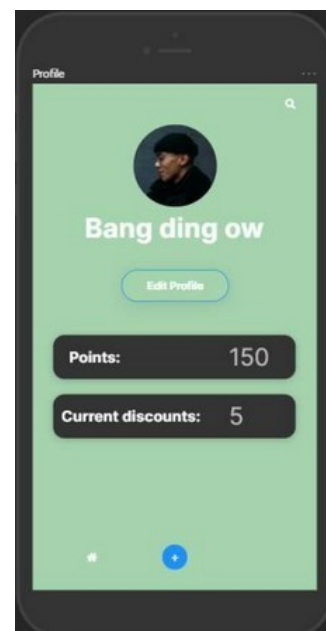 Profile
Bang ding ow
Edit Profile
Points: 150
Current discounts: 5